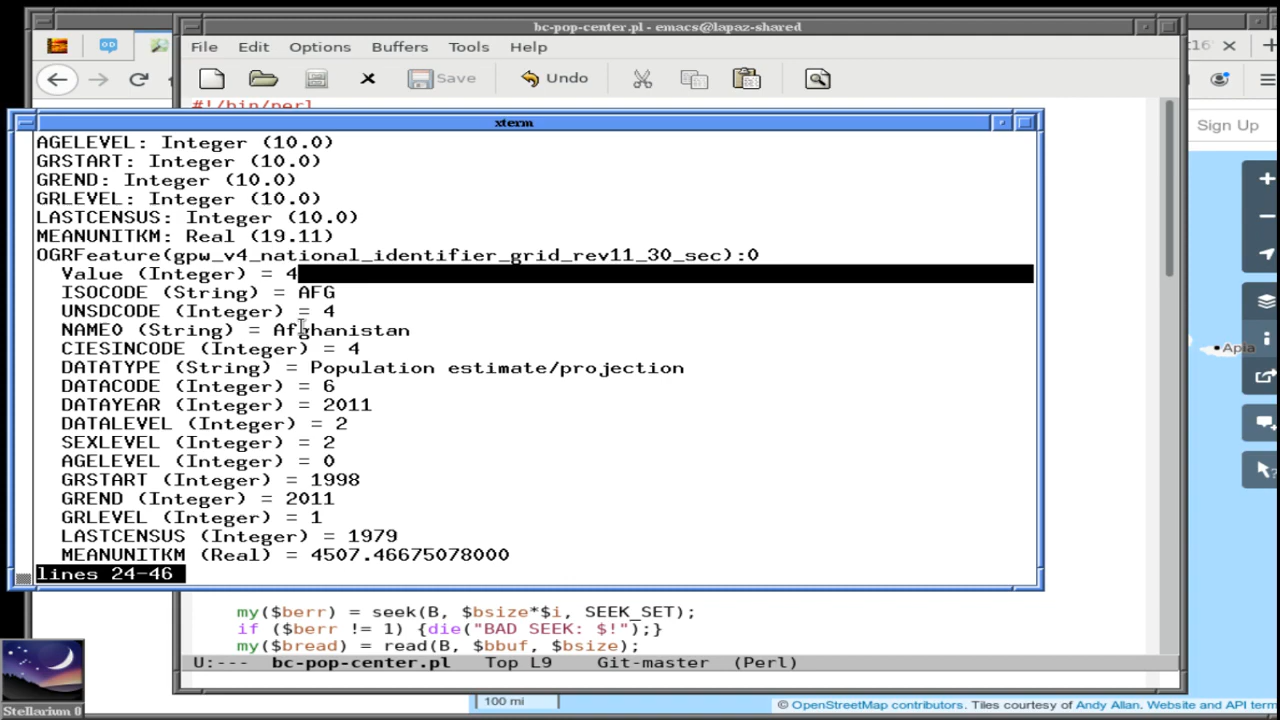 bc-pop-center.pl - emacs@lapaz-shared
File Edit Options Buffers Tools Help
Save Undo
#!/bin/perl
xterm
AGELEVEL: Integer (10.0)
GRSTART: Integer (10.0)
GREND: Integer (10.0)
GRLEVEL: Integer (10.0)
LASTCENSUS: Integer (10.0)
MEANUNITKM: Real (19.11)
OGRFeature(gpw_v4_national_identifier_grid_rev11_30_sec):0
Value (Integer) = 4
ISOCODE (String) = AFG
UNSDCODE (Integer) = 4
NAME0 (String) = Afghanistan
CIESINCODE (Integer) = 4
DATATYPE (String) = Population estimate/projection
DATACODE (Integer) = 6
DATAYEAR (Integer) = 2011
DATALEVEL (Integer) = 2
SEXLEVEL (Integer) = 2
AGELEVEL (Integer) = 0
GRSTART (Integer) = 1998
GREND (Integer) = 2011
GRLEVEL (Integer) = 1
LASTCENSUS (Integer) = 1979
MEANUNITKM (Real) = 4507.46675078000
lines 24-46
my($berr) = seek(B, $bsize*$i, SEEK_SET);
if ($berr != 1) {die("BAD SEEK: $!");}
my($bread) = read(B, $bbuf, $bsize);
U:--- bc-pop-center.pl Top L9 Git-master (Perl)
Sign Up
Apia
100 mi
© OpenStreetMap contributors. Tiles courtesy of Andy Allan. Website and API term
Stellarium 0